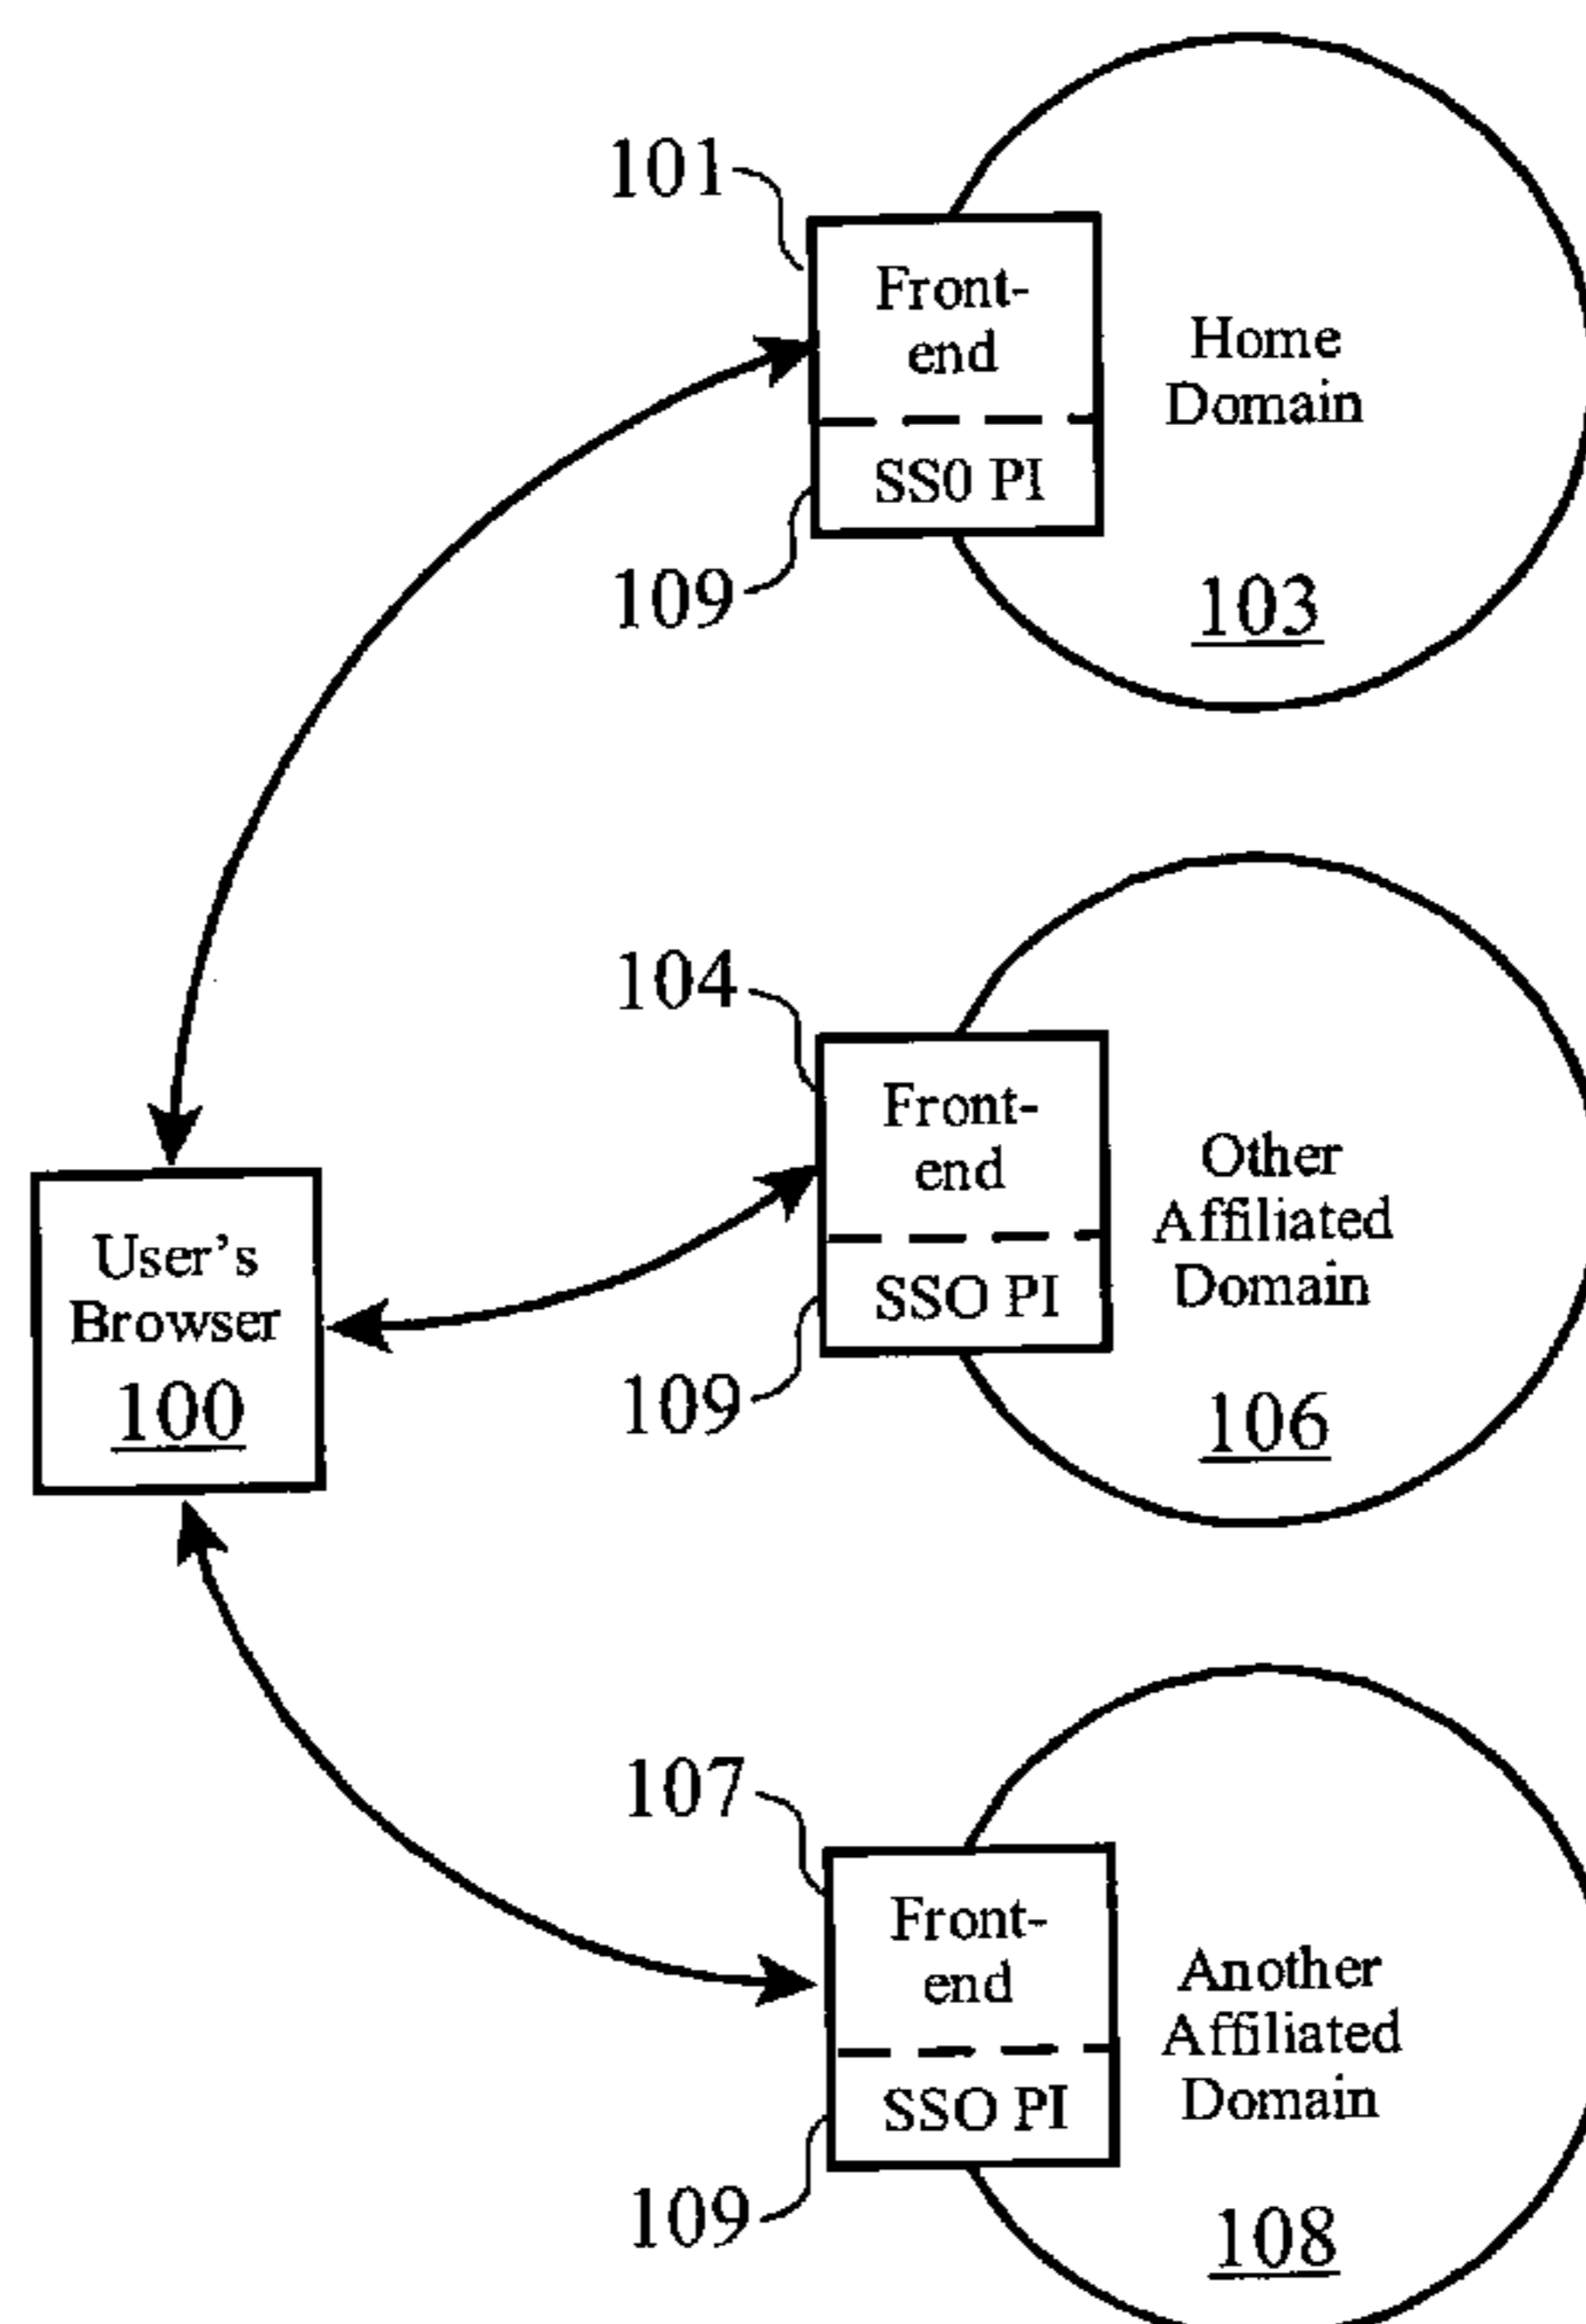 101
Front-
end
SS0 PI
109
Home
Domain
103
104
Front-
end
SSO PI
109
Other
Affiliated
Domain
106
User's
Browser
100
107
Front-
end
SSO PI
109
Another
Affiliated
Domain
108